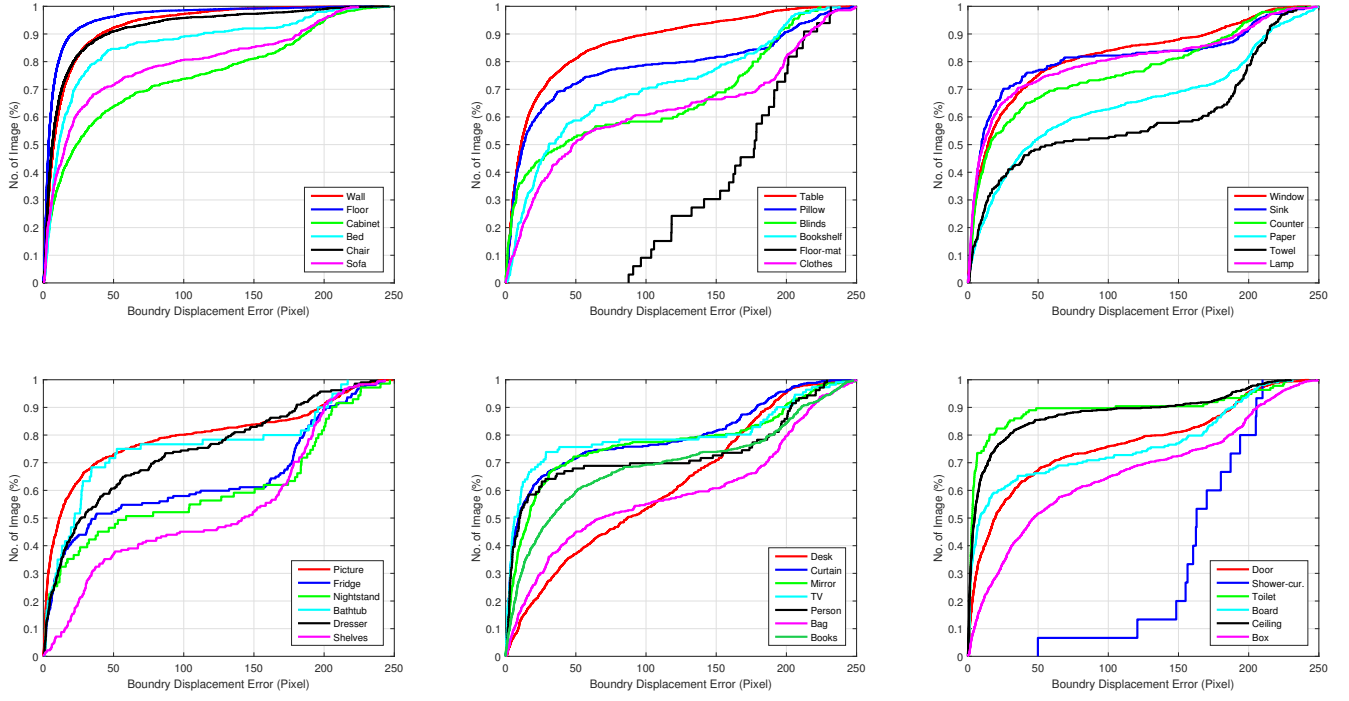 1
0.9
0.8
0.7
0.6
0.5
0.4
0.3
0.2
0.1
0
No. of Image (%)
0 50 100 150 200 250
Boundry Displacement Error (Pixel)
Wall
Floor
Cabinet
Bed
Chair
Sofa
1
0.9
0.8
0.7
0.6
0.5
0.4
0.3
0.2
0.1
0
No. of Image (%)
0 50 100 150 200 250
Boundry Displacement Error (Pixel)
Table
Pillow
Blinds
Bookshelf
Floor-mat
Clothes
1
0.9
0.8
0.7
0.6
0.5
0.4
0.3
0.2
0.1
0
No. of Image (%)
0 50 100 150 200 250
Boundry Displacement Error (Pixel)
Window
Sink
Counter
Paper
Towel
Lamp
1
0.9
0.8
0.7
0.6
0.5
0.4
0.3
0.2
0.1
0
No. of Image (%)
0 50 100 150 200 250
Boundry Displacement Error (Pixel)
Picture
Fridge
Nightstand
Bathtub
Dresser
Shelves
1
0.9
0.8
0.7
0.6
0.5
0.4
0.3
0.2
0.1
0
No. of Image (%)
0 50 100 150 200 250
Boundry Displacement Error (Pixel)
Desk
Curtain
Mirror
TV
Person
Bag
Books
1
0.9
0.8
0.7
0.6
0.5
0.4
0.3
0.2
0.1
0
No. of Image (%)
0 50 100 150 200 250
Boundry Displacement Error (Pixel)
Door
Shower-cur.
Toilet
Board
Ceiling
Box